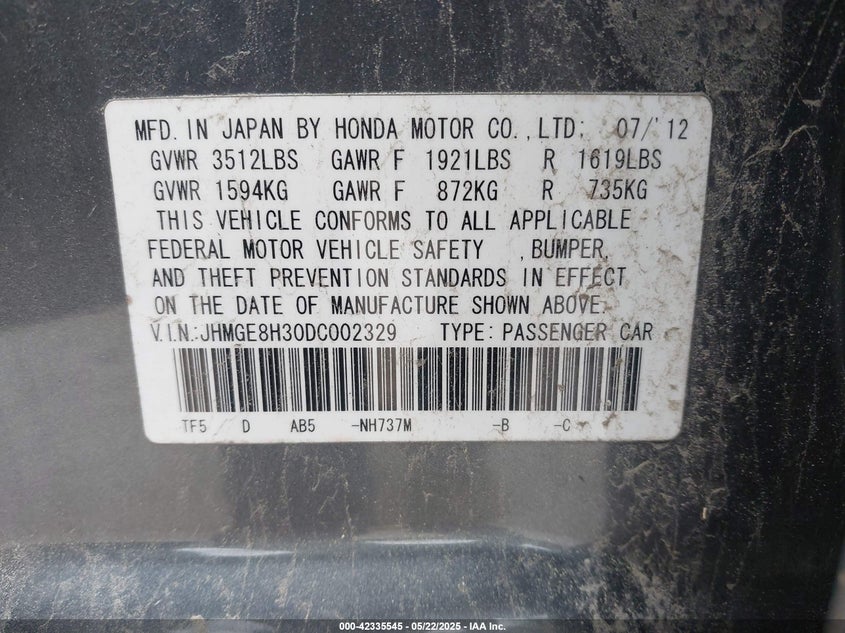 MFD. IN JAPAN BY HONDA MOTOR CO., LTD. 07/'12
GVWR 3512LBS GAWR F 1921LBS R 1619LBS
GVWR 1594KG GAWR F 872KG R 735KG
THIS VEHICLE CONFORMS TO ALL APPLICABLE
FEDERAL MOTOR VEHICLE SAFETY , BUMPER,
AND THEFT PREVENTION STANDARDS IN EFFECT
ON THE DATE OF MANUFACTURE SHOWN ABOVE.
V.I.N.:JHMGE8H30DC002329 TYPE: PASSENGER CAR
TF5 D AB5 -NH737M -B -C
000-42335545 - 05/22/2025 - IAA Inc.